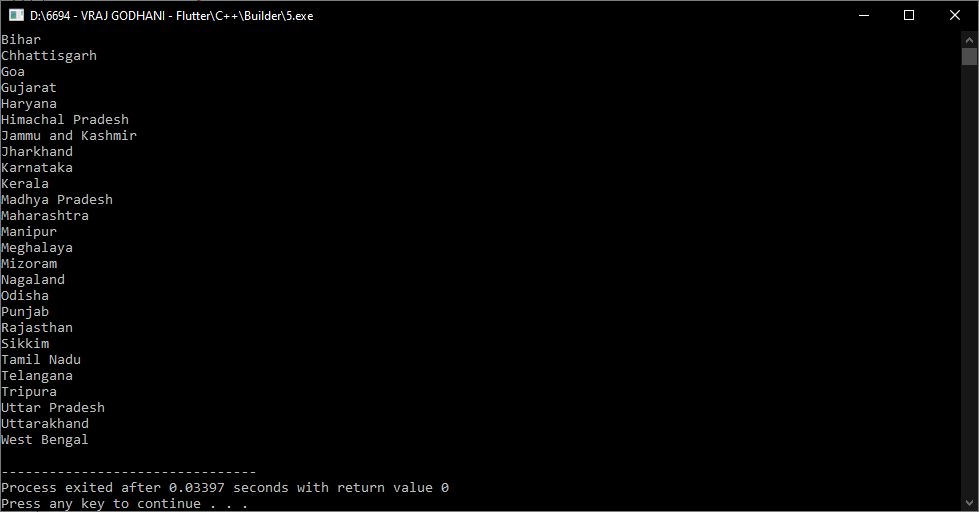 D:\6694 - VRAJ GODHANI - Flutter\C++\Builder\5.exe
Bihar
Chhattisgarh
Goa
Gujarat
Haryana
Himachal Pradesh
Jammu and Kashmir
Jharkhand
Karnataka
Kerala
Madhya Pradesh
Maharashtra
Manipur
Meghalaya
Mizoram
Nagaland
Odisha
Punjab
Rajasthan
Sikkim
Tamil Nadu
Telangana
Tripura
Uttar Pradesh
Uttarakhand
West Bengal
--------------------------------
Process exited after 0.03397 seconds with return value 0
Press any key to continue . . .